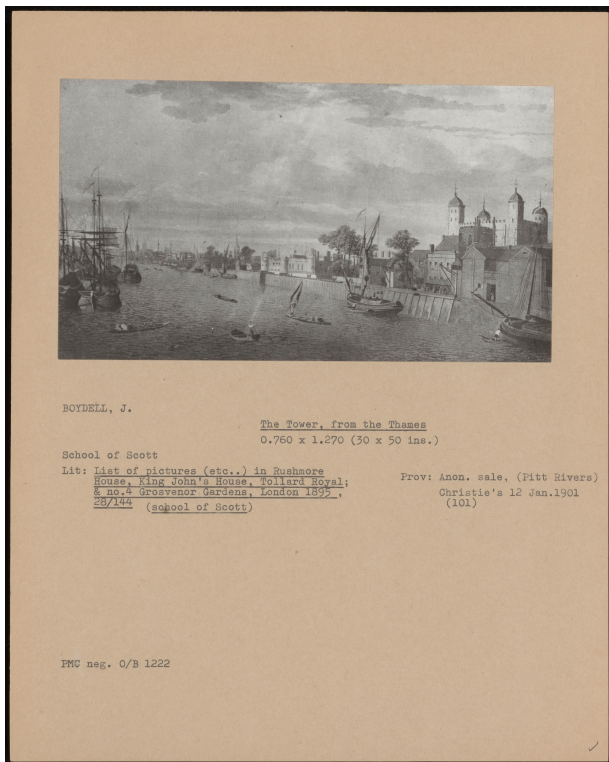 BOYDELL, J.
The Tower, from the Thames
0.760 x 1.270 (30 x 50 ins.)
School of Scott
Lit: List of pictures (etc..) in Rushmore
House, King John's House, Tollard Royal;
& no.4 Grosvenor Gardens, London 1895 ,
28/144 (school of Scott)
Prov: Anon. sale, (Pitt Rivers)
Christie's 12 Jan.1901
(101)
PMC neg. O/B 1222